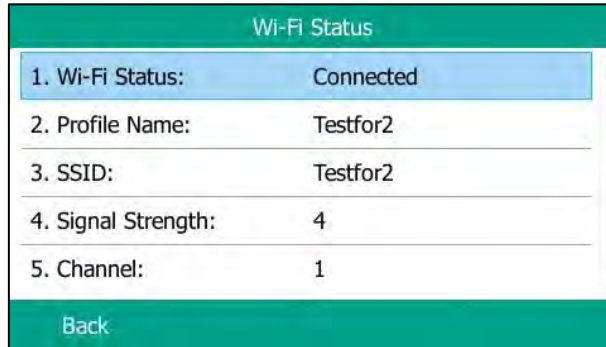 Wi-Fi Status
1. Wi-Fi Status: Connected
2. Profile Name: Testfor2
3. SSID: Testfor2
4. Signal Strength: 4
5. Channel: 1
Back